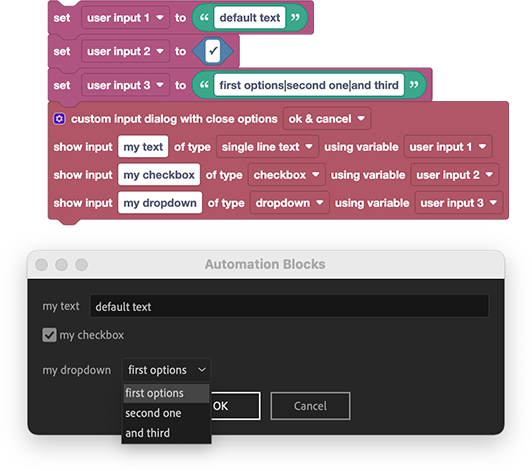 set user input 1 to “ default text ”
set user input 2 to ✓
set user input 3 to “ first options|second one|and third ”
custom input dialog with close options ok & cancel
show input my text of type single line text using variable user input 1
show input my checkbox of type checkbox using variable user input 2
show input my dropdown of type dropdown using variable user input 3
Automation Blocks
my text default text
my checkbox
my dropdown first options
first options
second one
and third
OK Cancel